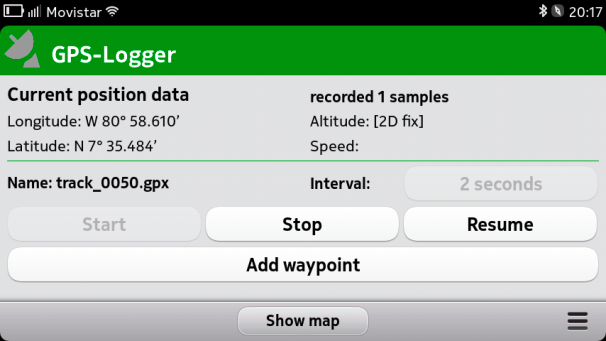 Movistar 20:17
GPS-Logger
Current position data
recorded 1 samples
Longitude: W 80° 58.610'
Altitude: [2D fix]
Latitude: N 7° 35.484'
Speed:
Name: track_0050.gpx
Interval: 2 seconds
Start Stop Resume
Add waypoint
Show map